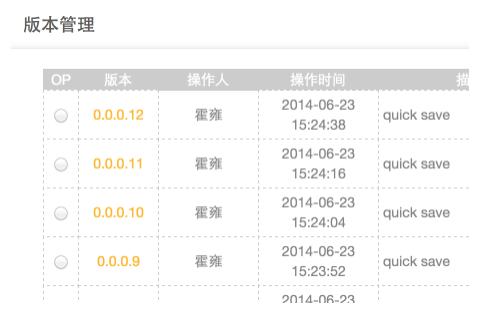 版本管理
OP 版本 操作人 操作时间 描
0.0.0.12 霍雍 2014-06-23 15:24:38 quick save
0.0.0.11 霍雍 2014-06-23 15:24:16 quick save
0.0.0.10 霍雍 2014-06-23 15:24:04 quick save
0.0.0.9 霍雍 2014-06-23 15:23:52 quick save
2014-06-23